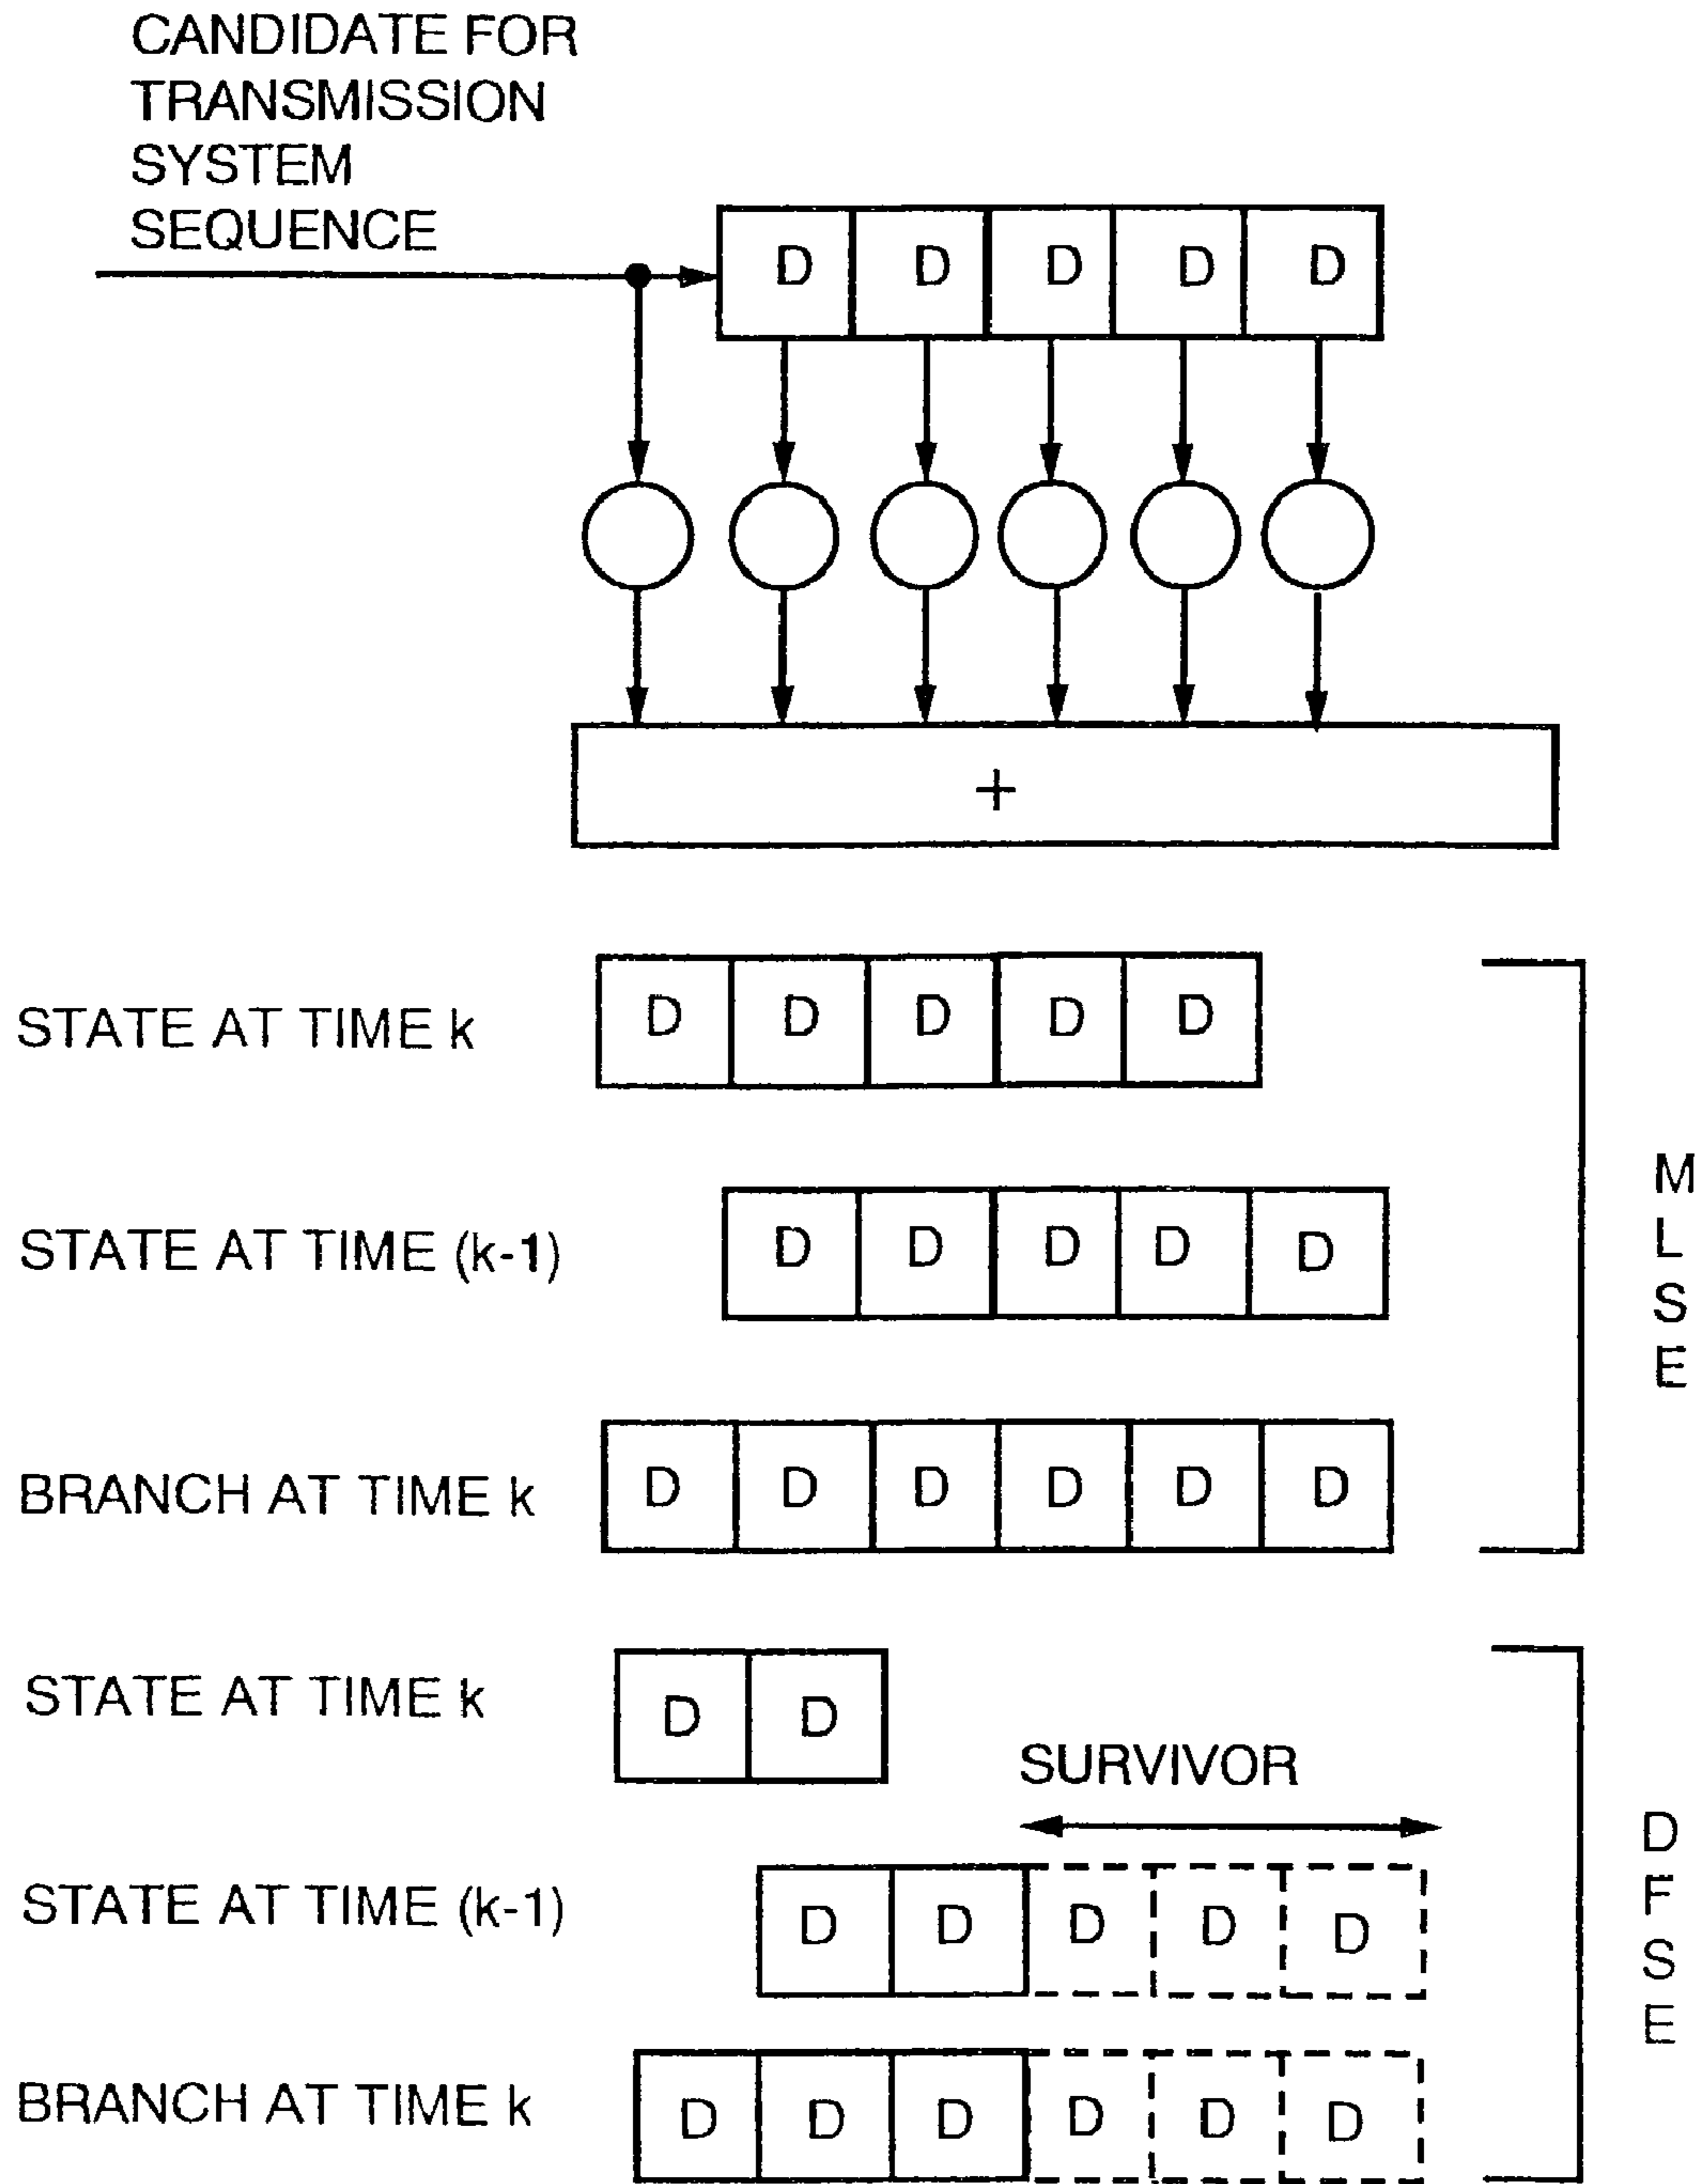 CANDIDATE FOR
TRANSMISSION
SYSTEM
SEQUENCE
D D D D D
+
STATE AT TIME k D D D D D
STATE AT TIME (k-1) D D D D D
BRANCH AT TIME k D D D D D D
M
L
S
E
STATE AT TIME k D D
SURVIVOR
STATE AT TIME (k-1) D D D D D
BRANCH AT TIME k D D D D D D
D
F
S
E